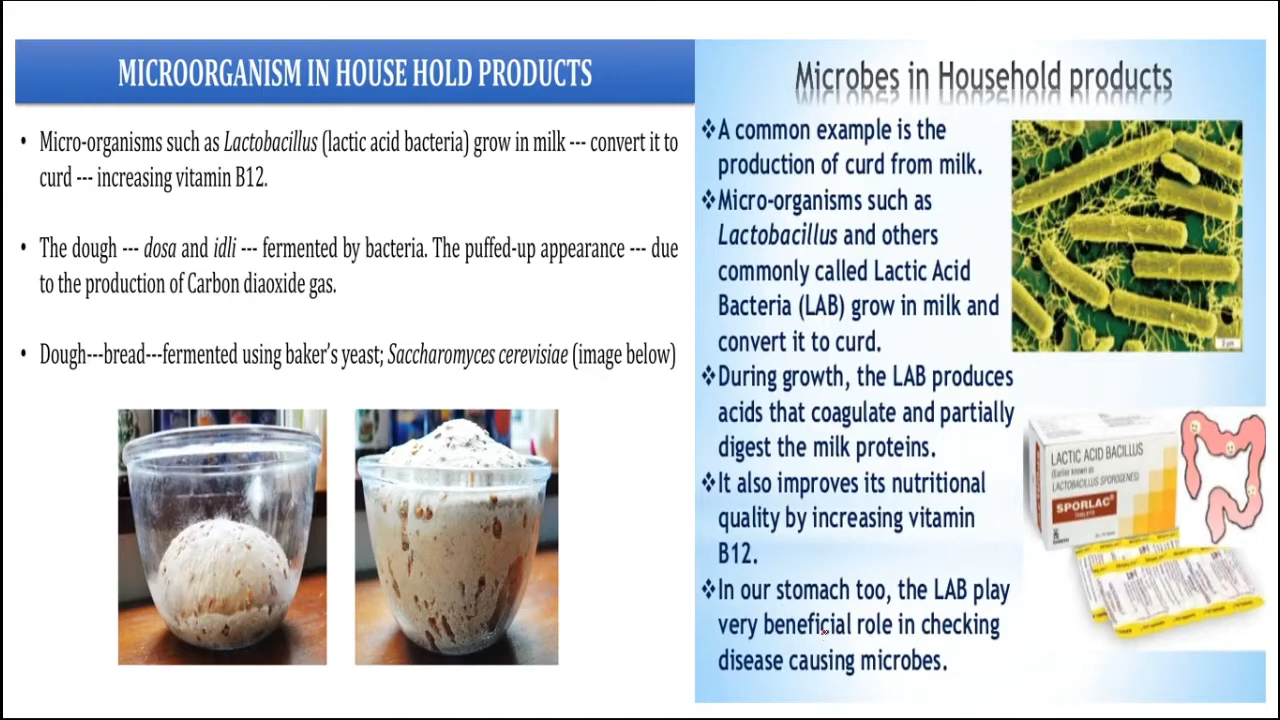 MICROORGANISM IN HOUSE HOLD PRODUCTS
• Micro-organisms such as Lactobacillus (lactic acid bacteria) grow in milk --- convert it to
curd --- increasing vitamin B12.
• The dough --- dosa and idli --- fermented by bacteria. The puffed-up appearance --- due
to the production of Carbon diaoxide gas.
• Dough---bread---fermented using baker's yeast; Saccharomyces cerevisiae (image below)
Microbes in Household products
❖A common example is the
production of curd from milk.
❖Micro-organisms such as
Lactobacillus and others
commonly called Lactic Acid
Bacteria (LAB) grow in milk and
convert it to curd.
❖During growth, the LAB produces
acids that coagulate and partially
digest the milk proteins.
❖It also improves its nutritional
quality by increasing vitamin
B12.
❖In our stomach too, the LAB play
very beneficial role in checking
disease causing microbes.
LACTIC ACID BACILLUS
(Earlier known as
LACTOBACILLUS SPOROGENES)
SPORLAC
TABLETS